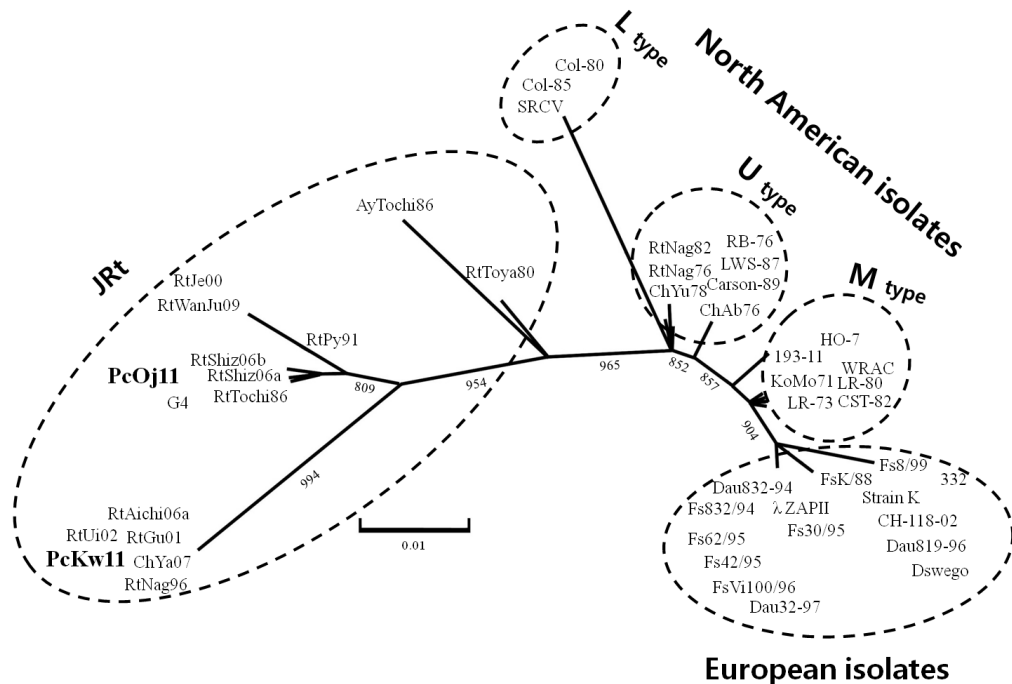 L type
North American isolates
Col-80
Col-85
SRCV
U type
RtNag82
RB-76
RtNag76
LWS-87
ChYu78
Carson-89
ChAb76
M type
HO-7
193-11
WRAC
KoMo71
LR-80
LR-73
CST-82
JRt
AyTochi86
RtToya80
RtJe00
RtWanJu09
RtPy91
RtShiz06b
PcOj11
RtShiz06a
G4
RtTochi86
809
954
965
852
857
904
994
0.01
RtAichi06a
RtUi02
RtGu01
PcKw11
ChYa07
RtNag96
Fs8/99
FsK/88
332
Dau832-94
Strain K
Fs832/94
λ ZAPII
CH-118-02
Fs30/95
Fs62/95
Dau819-96
Fs42/95
Dswego
FsVi100/96
Dau32-97
European isolates